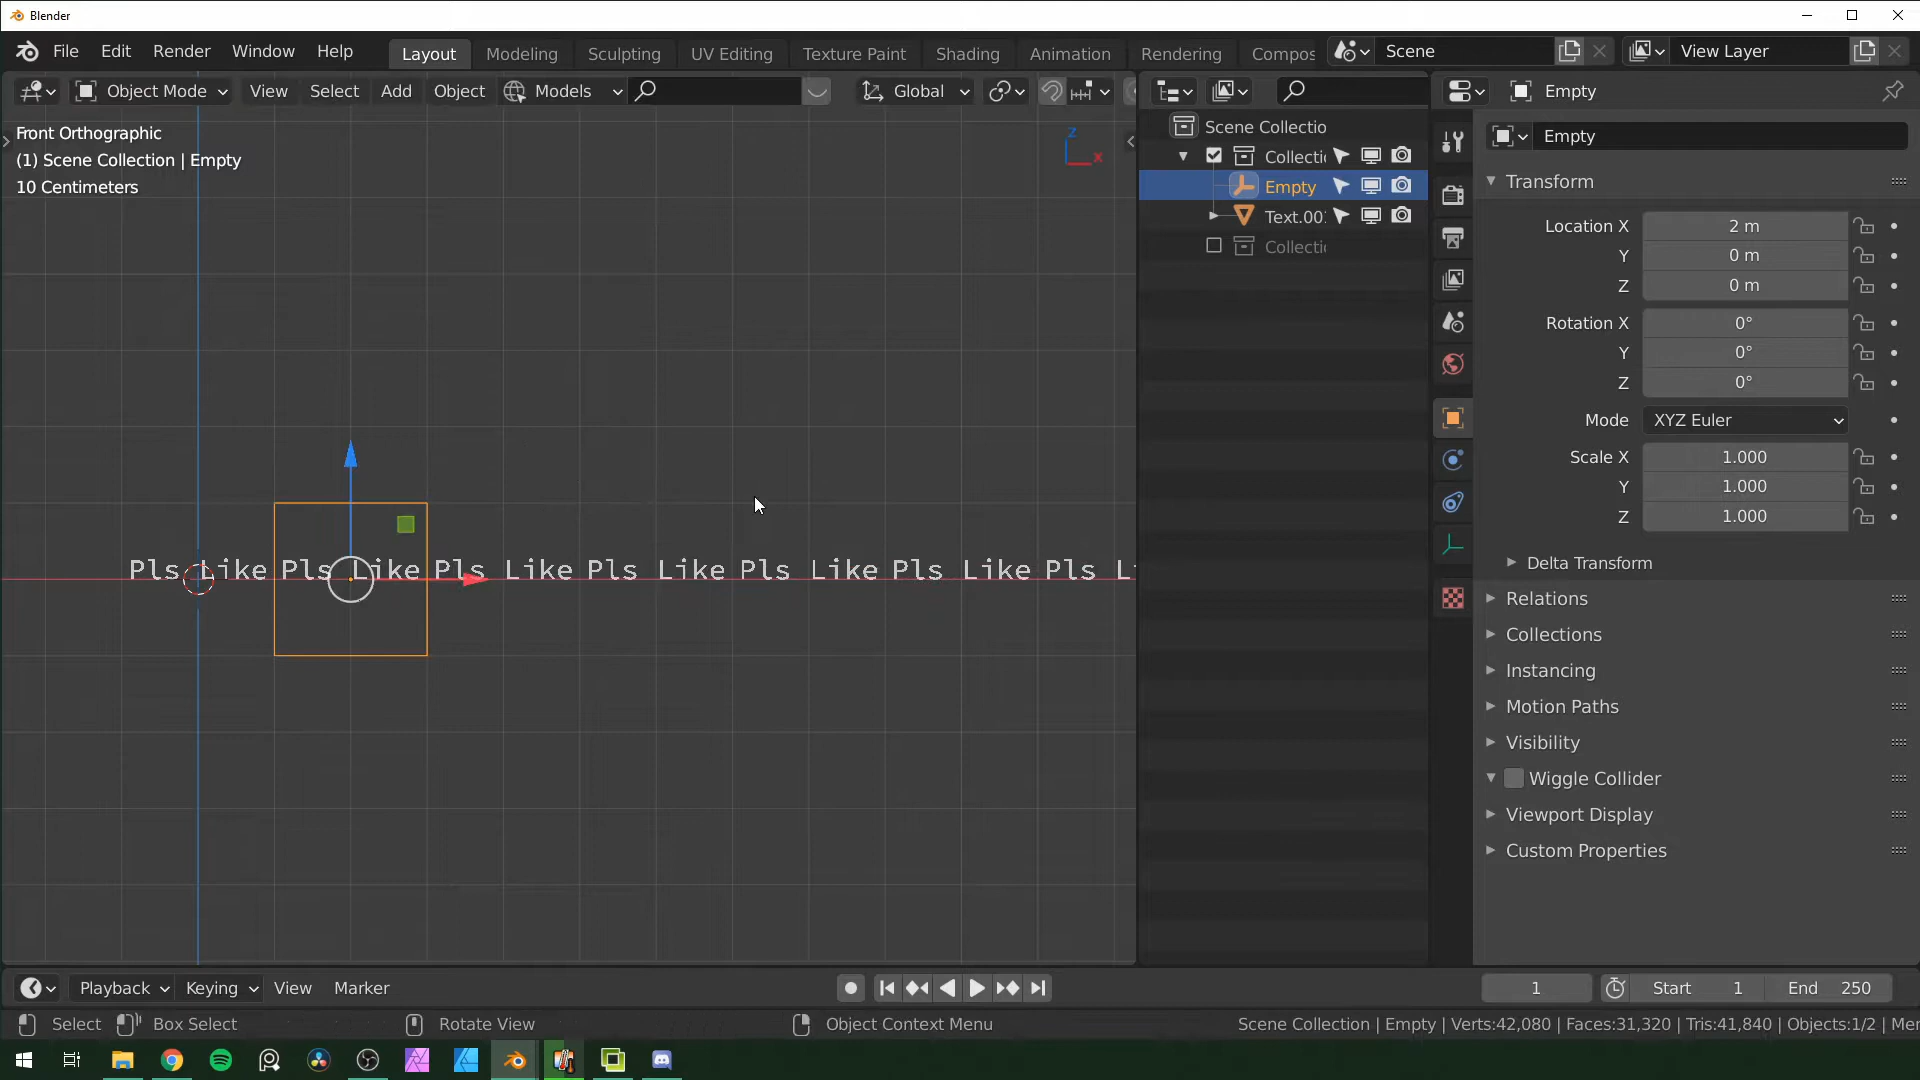 Blender
File Edit Render Window Help Layout Modeling Sculpting UV Editing Texture Paint Shading Animation Rendering Compos Scene View Layer
Object Mode View Select Add Object Models Global Empty
Front Orthographic
(1) Scene Collection | Empty
10 Centimeters
Z
X
Pls Like Pls Like Pls Like Pls Like Pls Like Pls Like Pls Li
Scene Collectio
Collecti
Empty
Text.00
Collecti
Empty
Transform
Location X 2 m
Y 0 m
Z 0 m
Rotation X 0°
Y 0°
Z 0°
Mode XYZ Euler
Scale X 1.000
Y 1.000
Z 1.000
Delta Transform
Relations
Collections
Instancing
Motion Paths
Visibility
Wiggle Collider
Viewport Display
Custom Properties
Playback Keying View Marker 1 Start 1 End 250
Select Box Select Rotate View Object Context Menu Scene Collection | Empty | Verts:42,080 | Faces:31,320 | Tris:41,840 | Objects:1/2 | Mer